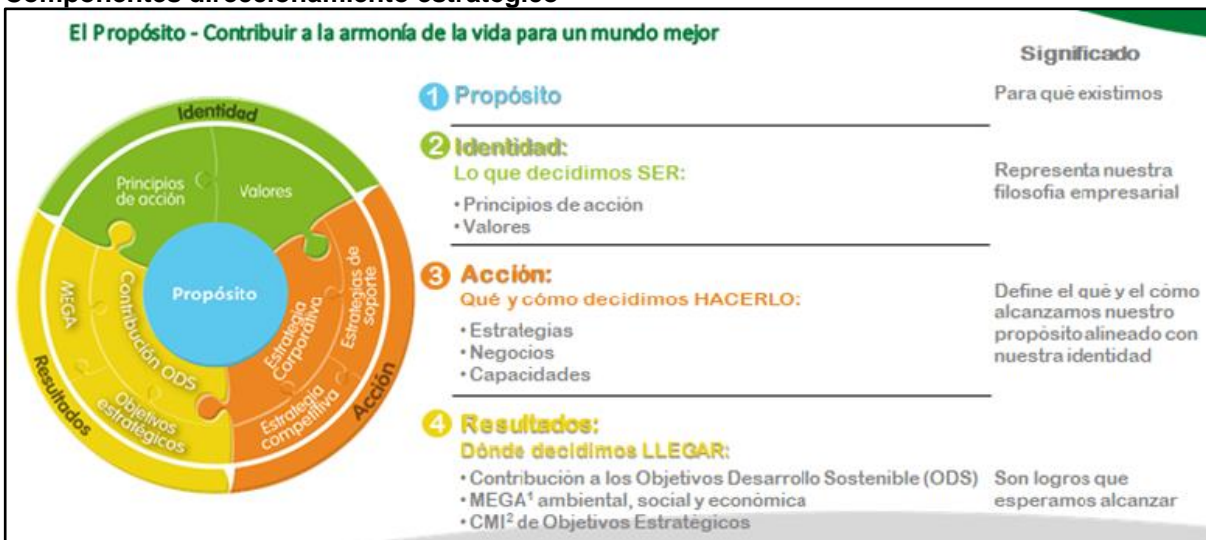 Componentes direccionamiento estratégico
El Propósito - Contribuir a la armonía de la vida para un mundo mejor
Significado
Identidad
Principios
de acción
Valores
Propósito
MEGA
Contribución ODS
Objetivos
estratégicos
Resultados
Estrategia
Corporativa
Estrategias de
soporte
Estrategia
competitiva
Acción
1 Propósito
Para qué existimos
2 Identidad:
Lo que decidimos SER:
• Principios de acción
• Valores
Representa nuestra
filosofía empresarial
3 Acción:
Qué y cómo decidimos HACERLO:
• Estrategias
• Negocios
• Capacidades
Define el qué y el cómo
alcanzamos nuestro
propósito alineado con
nuestra identidad
4 Resultados:
Dónde decidimos LLEGAR:
• Contribución a los Objetivos Desarrollo Sostenible (ODS)
• MEGA¹ ambiental, social y económica
• CMI² de Objetivos Estratégicos
Son logros que
esperamos alcanzar